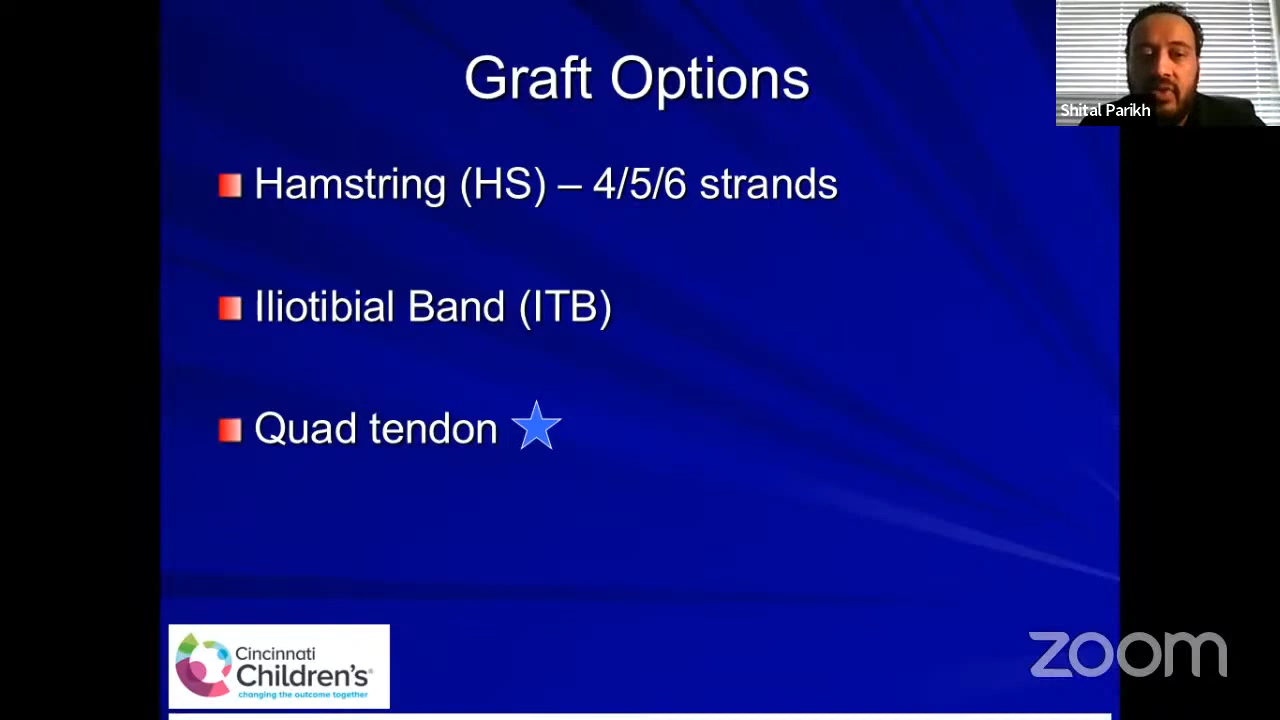 Graft Options
Shital Parikh
Hamstring (HS) – 4/5/6 strands
Iliotibial Band (ITB)
Quad tendon
Cincinnati
Children's®
changing the outcome together
zoom